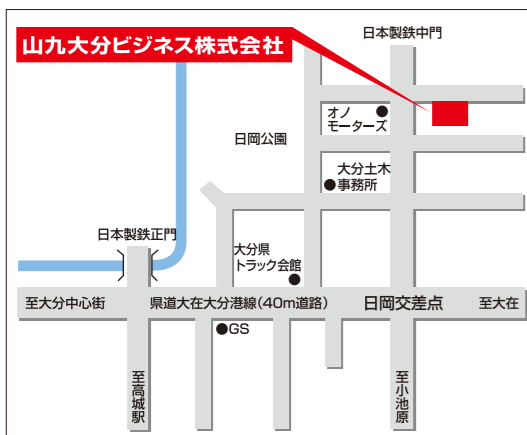 日本製鉄中門
山九大分ビジネス株式会社
オノ
モーターズ
日岡公園
大分土木
事務所
日本製鉄正門
大分県
トラック会館
至大分中心街
県道大在大分港線(40m道路)
日岡交差点
至大在
GS
至高城駅
至小池原